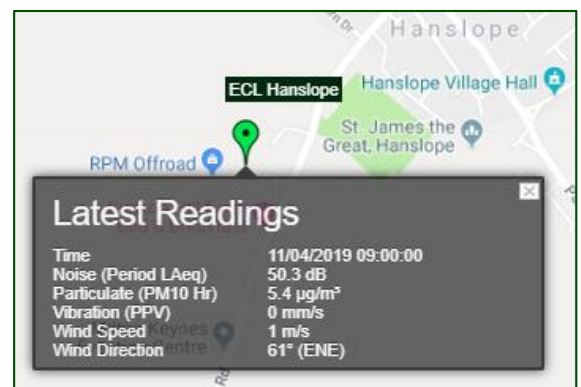 Hanslope
ECL Hanslope
Hanslope Village Hall
St. James the
Great, Hanslope
RPM Offroad
Latest Readings
Time 11/04/2019 09:00:00
Noise (Period LAeq) 50.3 dB
Particulate (PM10 Hr) 5.4 µg/m³
Vibration (PPV) 0 mm/s
Wind Speed 1 m/s
Wind Direction 61° (ENE)
Rd